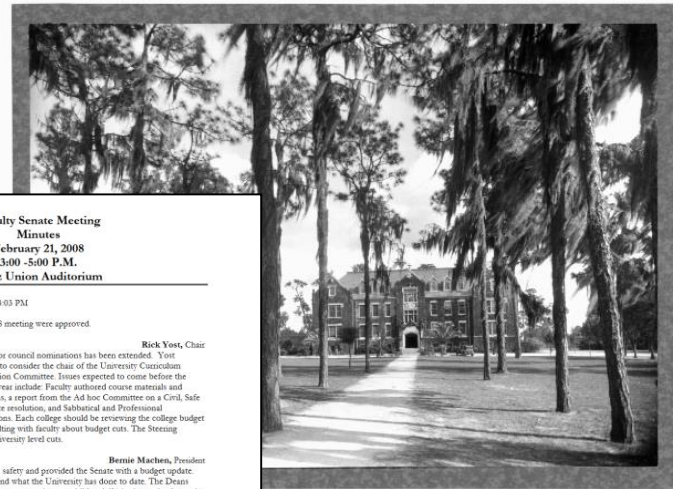 ulty Senate Meeting
Minutes
ebruary 21, 2008
3:00 -5:00 P.M.
Union Auditorium
:03 PM
meeting were approved.
Rick Yost, Chair
or council nominations has been extended. Yost
to consider the chair of the University Curriculum
ion Committee. Issues expected to come before the
year include: Faculty authored course materials and
s, a report from the Ad hoc Committee on a Civil, Safe
te resolution, and Sabbatical and Professional
ons. Each college should be reviewing the college budget
lting with faculty about budget cuts. The Steering
iversity level cuts.
Bernie Machen, President
safety and provided the Senate with a budget update.
nd what the University has done to date. The Deans